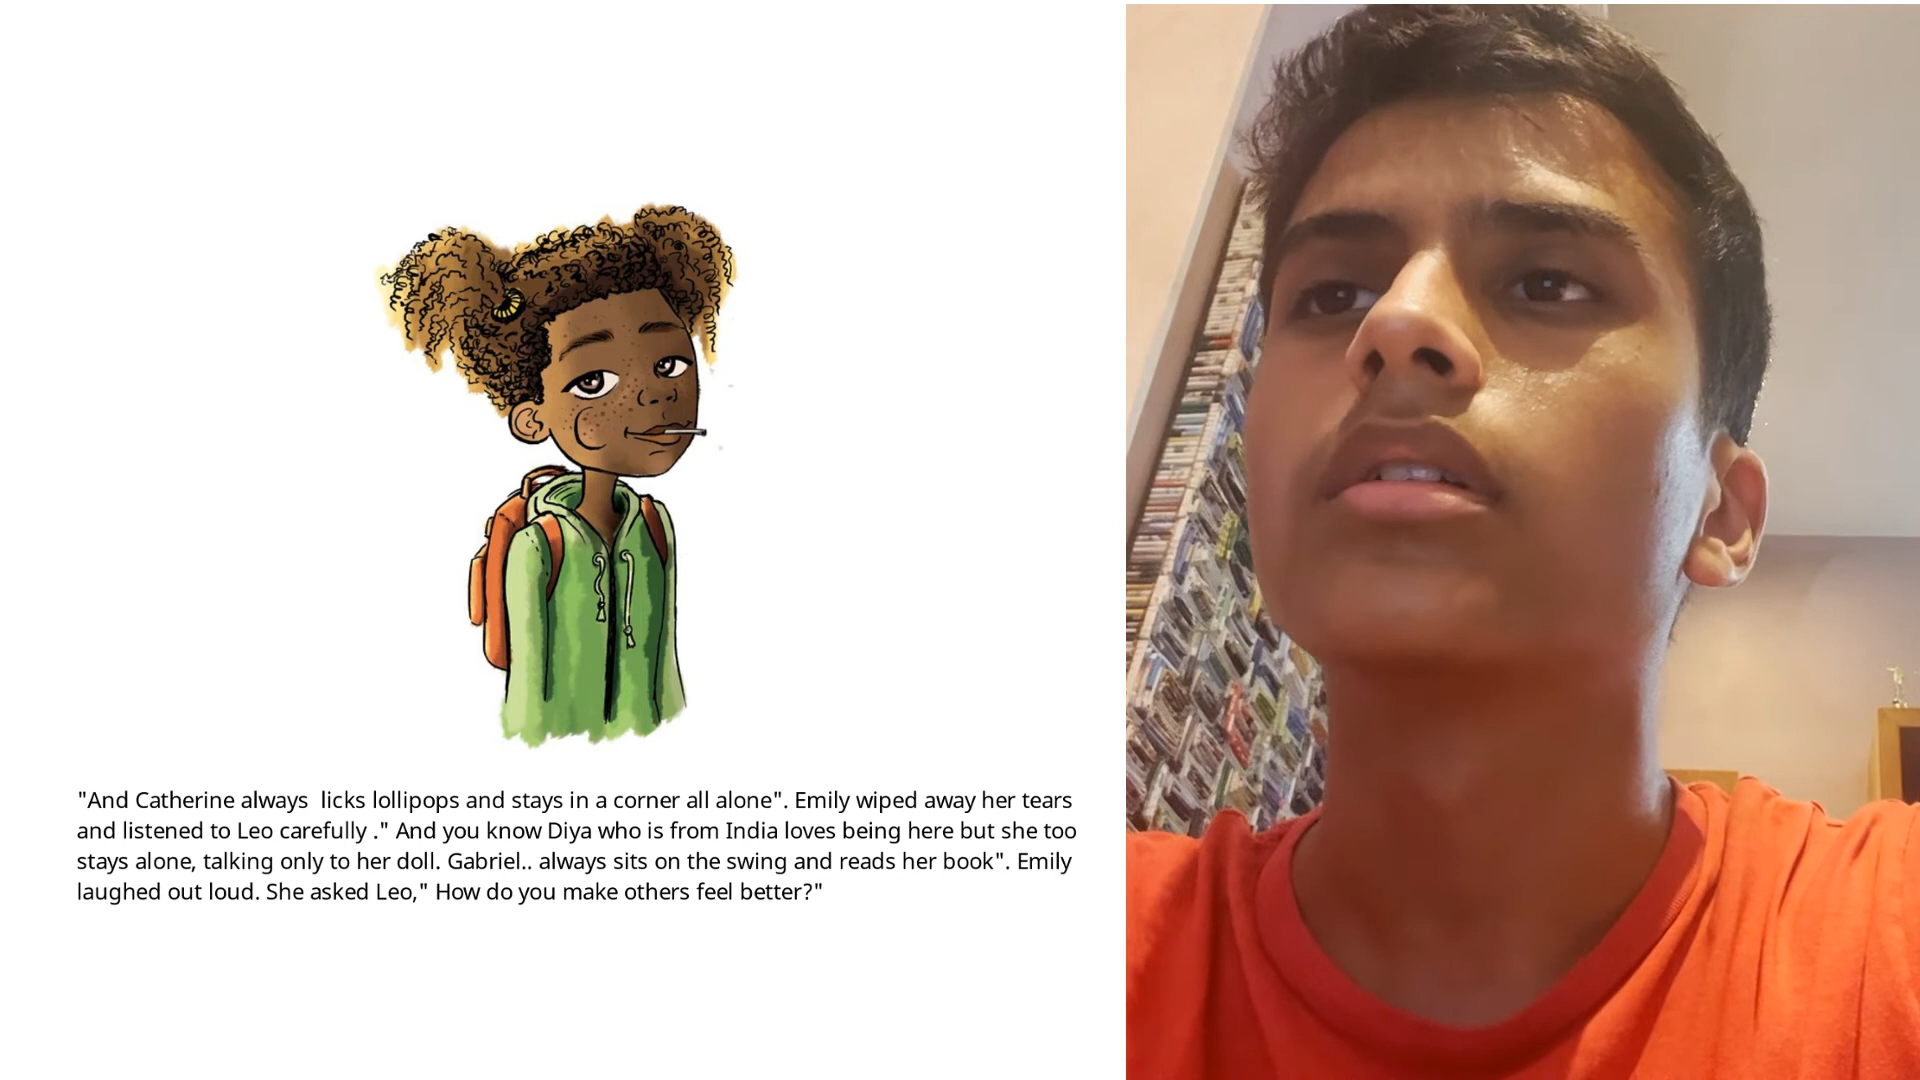 "And Catherine always  licks lollipops and stays in a corner all alone". Emily wiped away her tears
and listened to Leo carefully ." And you know Diya who is from India loves being here but she too
stays alone, talking only to her doll. Gabriel.. always sits on the swing and reads her book". Emily
laughed out loud. She asked Leo," How do you make others feel better?"